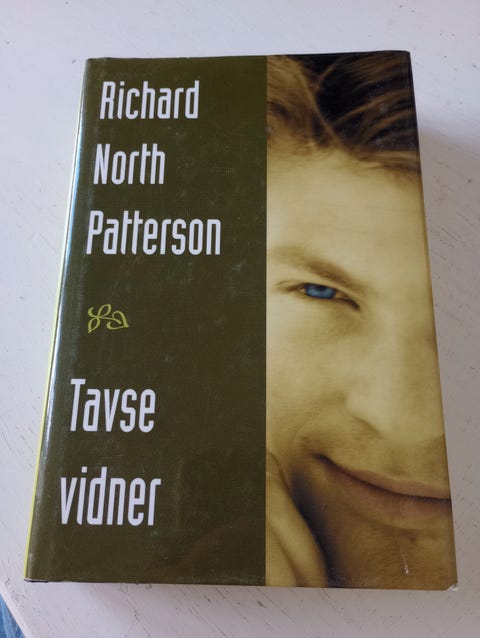 Richard
North
Patterson
Tavse
vidner